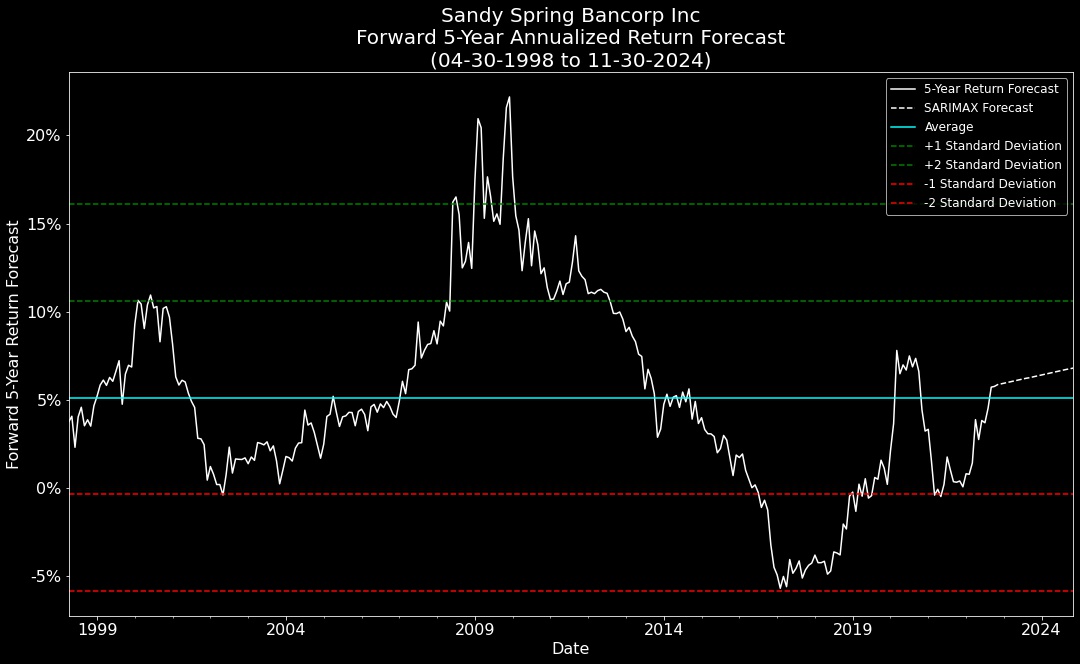 Sandy Spring Bancorp Inc
Forward 5-Year Annualized Return Forecast
(04-30-1998 to 11-30-2024)
5-Year Return Forecast
SARIMAX Forecast
Average
+1 Standard Deviation
+2 Standard Deviation
-1 Standard Deviation
-2 Standard Deviation
Forward 5-Year Return Forecast
20%
15%
10%
5%
0%
-5%
1999
2004
2009
2014
2019
2024
Date